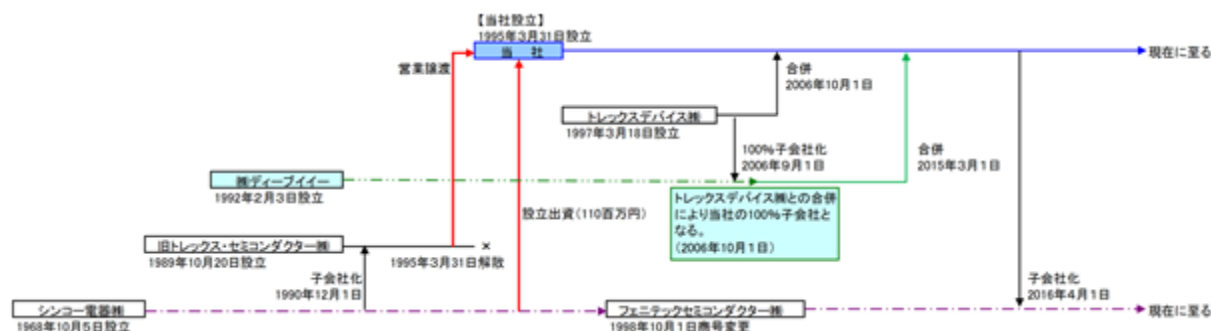 【当社設立】
1995年3月31日設立
当 社
現在に至る
営業譲渡
合併
2006年10月1日
トレックスデバイス㈱
1997年3月18日設立
100%子会社化
2006年9月1日
合併
2015年3月1日
㈱ディーブイイー
1992年2月3日設立
トレックスデバイス㈱との合併
により当社の100%子会社と
なる。
(2006年10月1日)
設立出資(110百万円)
旧トレックス・セミコンダクター㈱
1989年10月20日設立
×
1995年3月31日解散
子会社化
1990年12月1日
子会社化
2016年4月1日
シンコー電器㈱
1968年10月5日設立
フェニテックセミコンダクター㈱
1998年10月1日商号変更
現在に至る